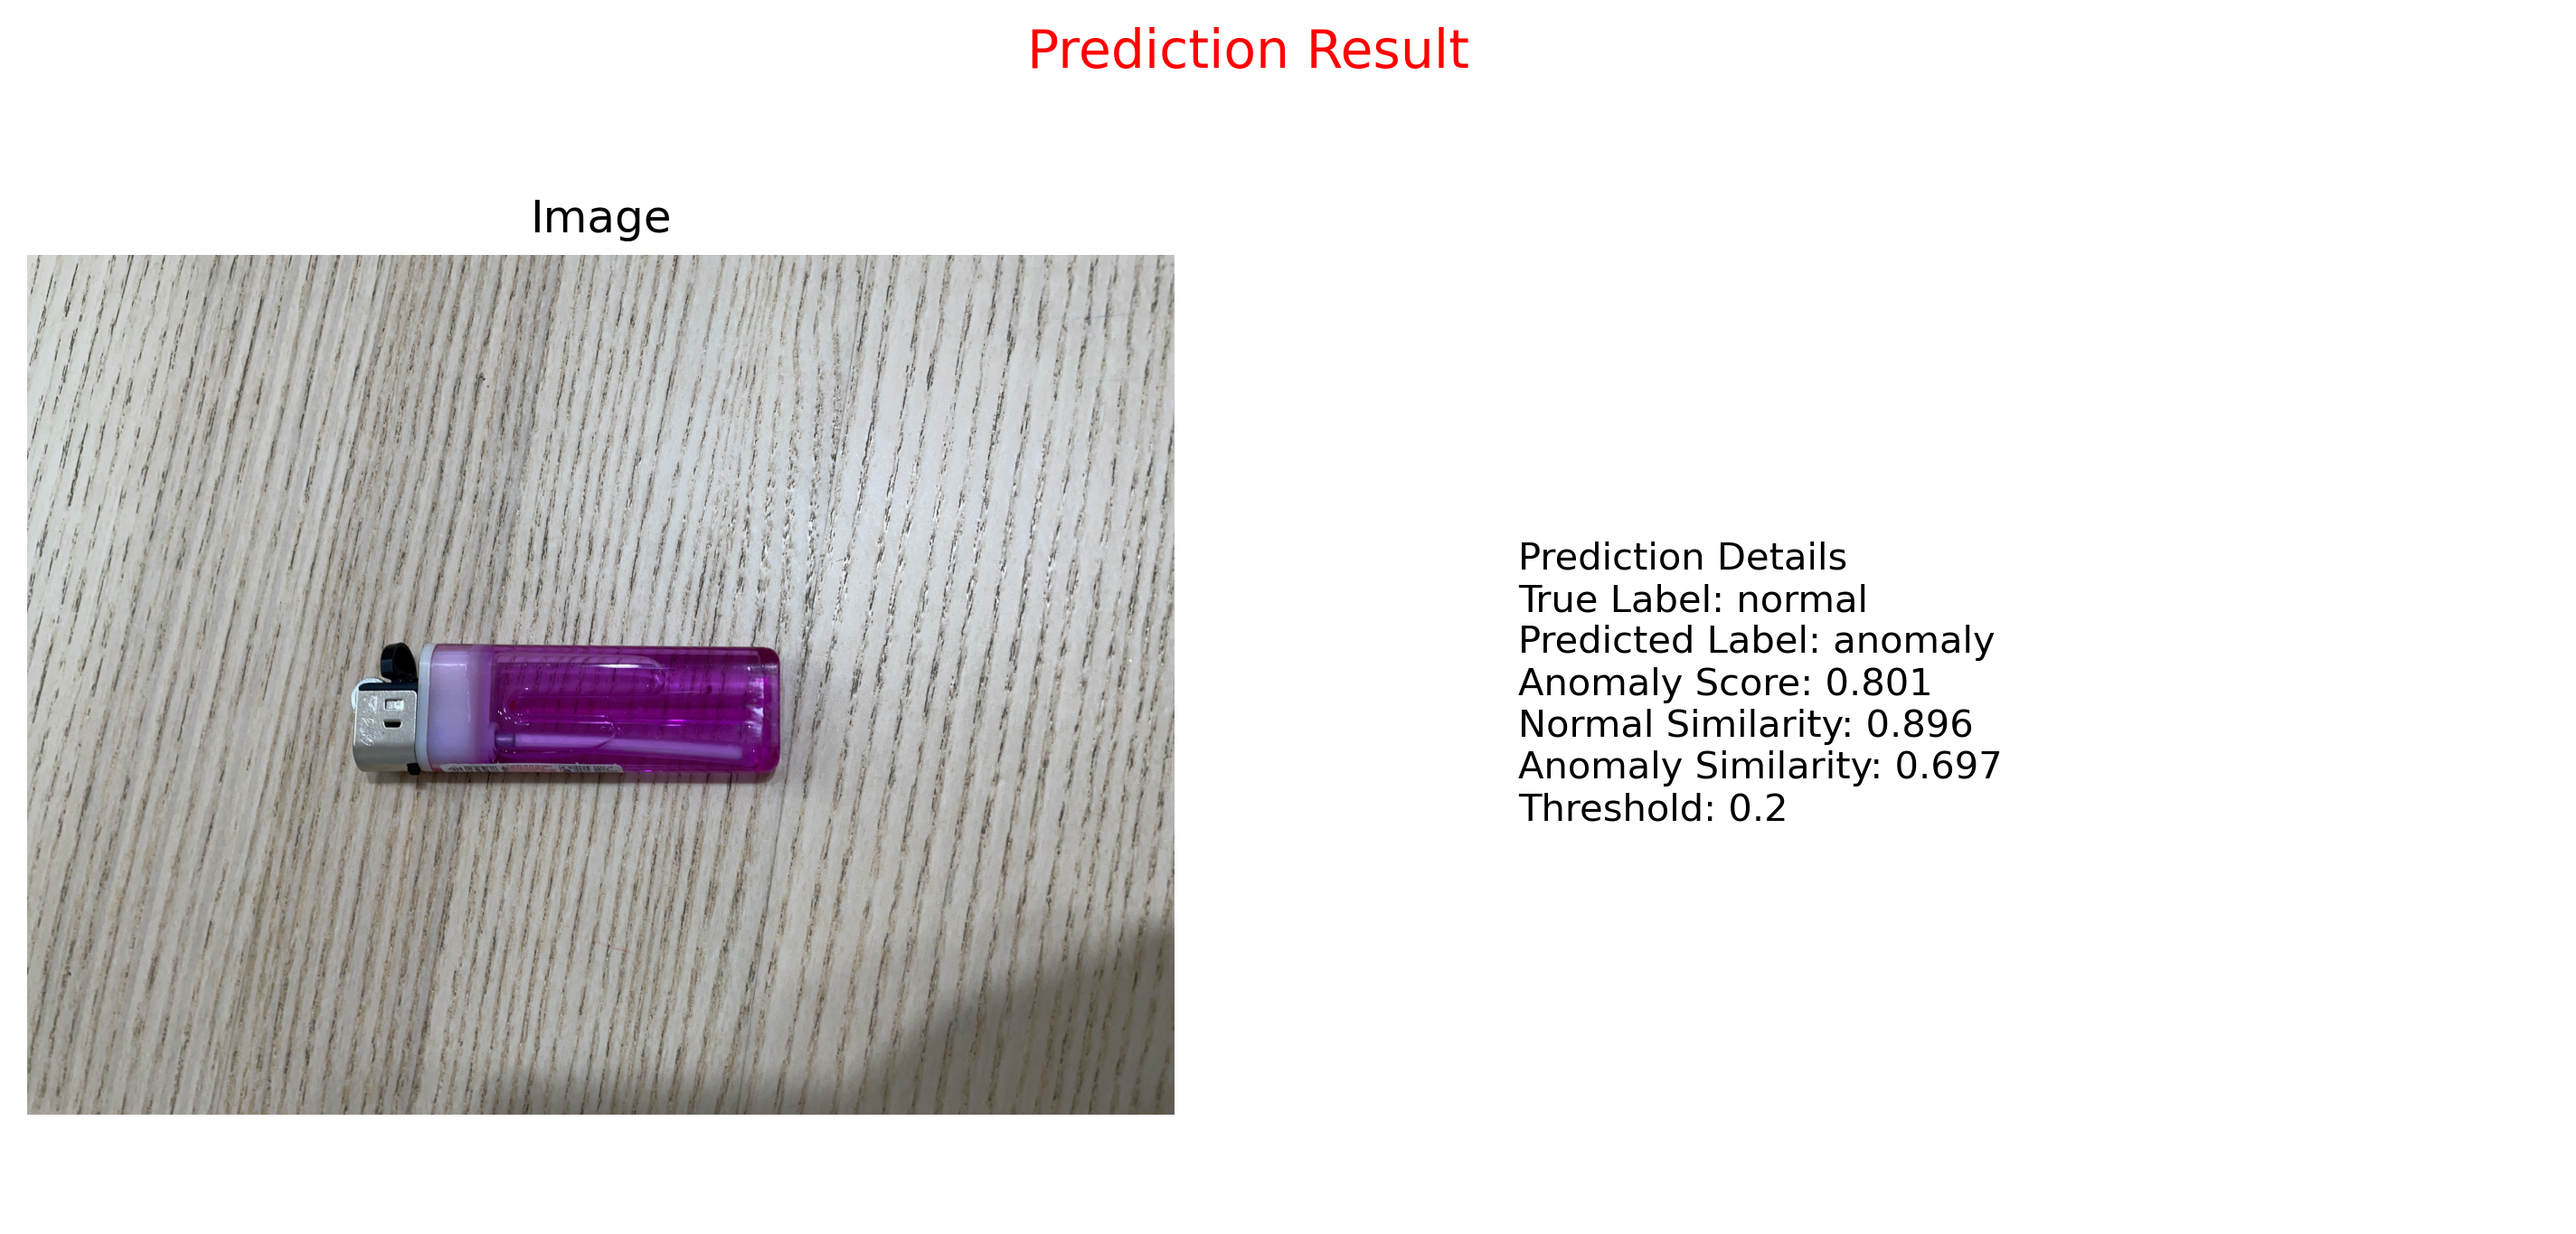 Prediction Result
Image
Prediction Details
True Label: normal
Predicted Label: anomaly
Anomaly Score: 0.801
Normal Similarity: 0.896
Anomaly Similarity: 0.697
Threshold: 0.2